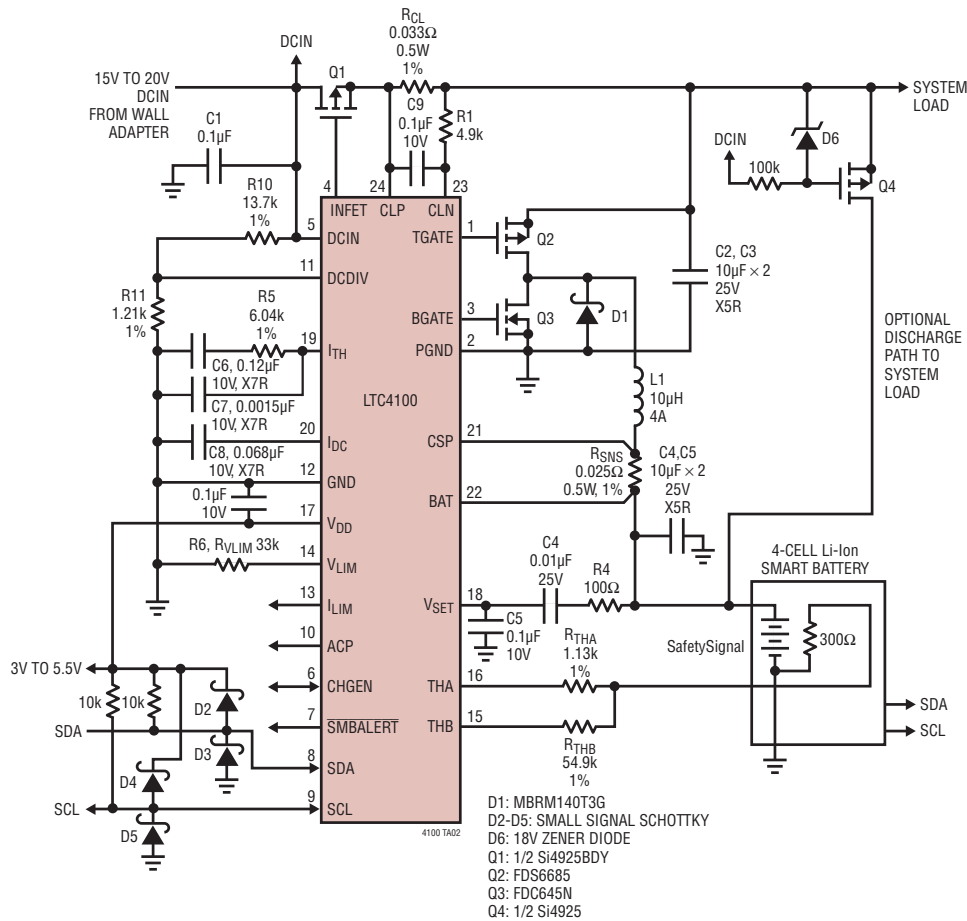 DCIN
15V TO 20V
DCIN
FROM WALL
ADAPTER
C1
0.1µF
Q1
RCL
0.033Ω
0.5W
1%
C9
0.1µF
10V
R1
4.9k
SYSTEM
LOAD
DCIN
100k
D6
Q4
R10
13.7k
1%
R11
1.21k
1%
R5
6.04k
1%
C6, 0.12µF
10V, X7R
C7, 0.0015µF
10V, X7R
C8, 0.068µF
10V, X7R
0.1µF
10V
R6, RVLIM 33k
3V TO 5.5V
10k
10k
SDA
SCL
D2
D3
D4
D5
4
24
23
INFET
CLP
CLN
5
DCIN
11
DCDIV
19
ITH
20
IDC
12
GND
17
VDD
14
VLIM
13
ILIM
10
ACP
6
CHGEN
7
SMBALERT
8
SDA
9
SCL
LTC4100
TGATE
1
BGATE
3
PGND
2
CSP
21
BAT
22
VSET
18
THA
16
THB
15
Q2
Q3
D1
C2, C3
10µF × 2
25V
X5R
L1
10µH
4A
RSNS
0.025Ω
0.5W, 1%
C4,C5
10µF × 2
25V
X5R
OPTIONAL
DISCHARGE
PATH TO
SYSTEM
LOAD
C4
0.01µF
25V
R4
100Ω
C5
0.1µF
10V
RTHA
1.13k
1%
RTHB
54.9k
1%
4-CELL Li-Ion
SMART BATTERY
SafetySignal
300Ω
SDA
SCL
4100 TA02
D1: MBRM140T3G
D2-D5: SMALL SIGNAL SCHOTTKY
D6: 18V ZENER DIODE
Q1: 1/2 Si4925BDY
Q2: FDS6685
Q3: FDC645N
Q4: 1/2 Si4925